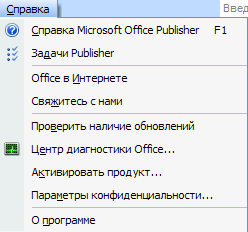 Справка
Введ
Справка Microsoft Office Publisher F1
Задачи Publisher
Office в Интернете
Свяжитесь с нами
Проверить наличие обновлений
Центр диагностики Office...
Активировать продукт...
Параметры конфиденциальности...
О программе